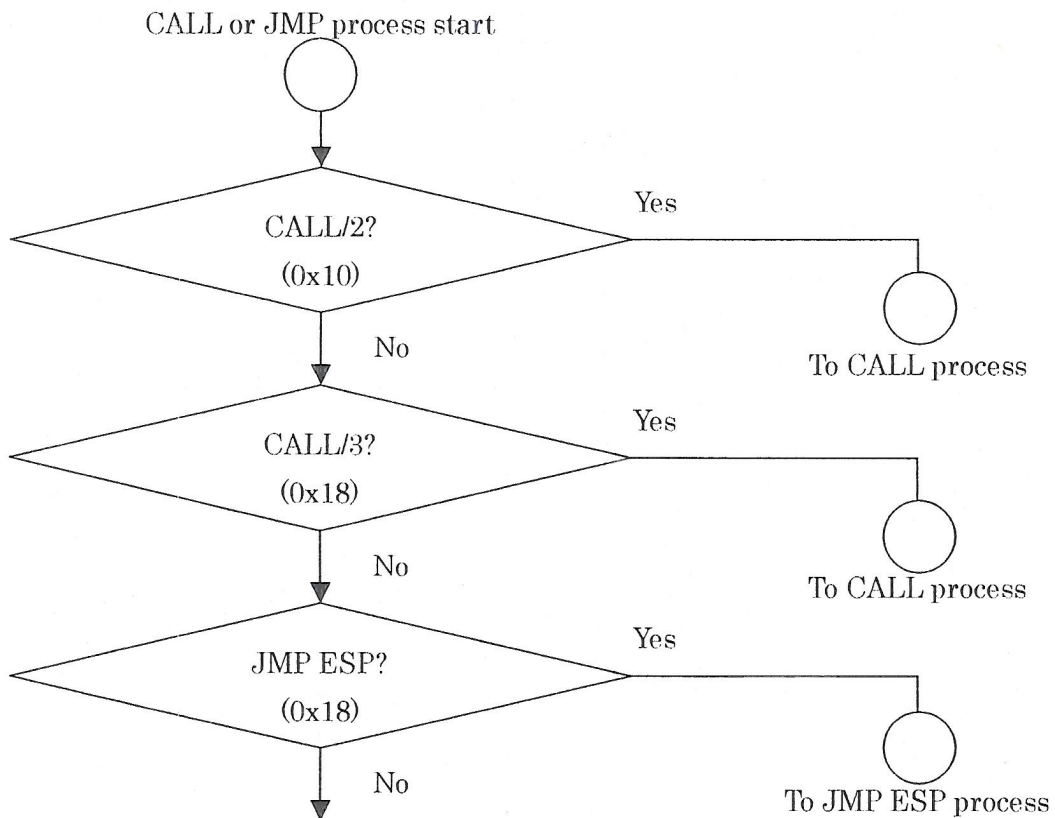 CALL or JMP process start
CALL/2?
(0x10)
Yes
No
To CALL process
CALL/3?
(0x18)
Yes
No
To CALL process
JMP ESP?
(0x18)
Yes
No
To JMP ESP process